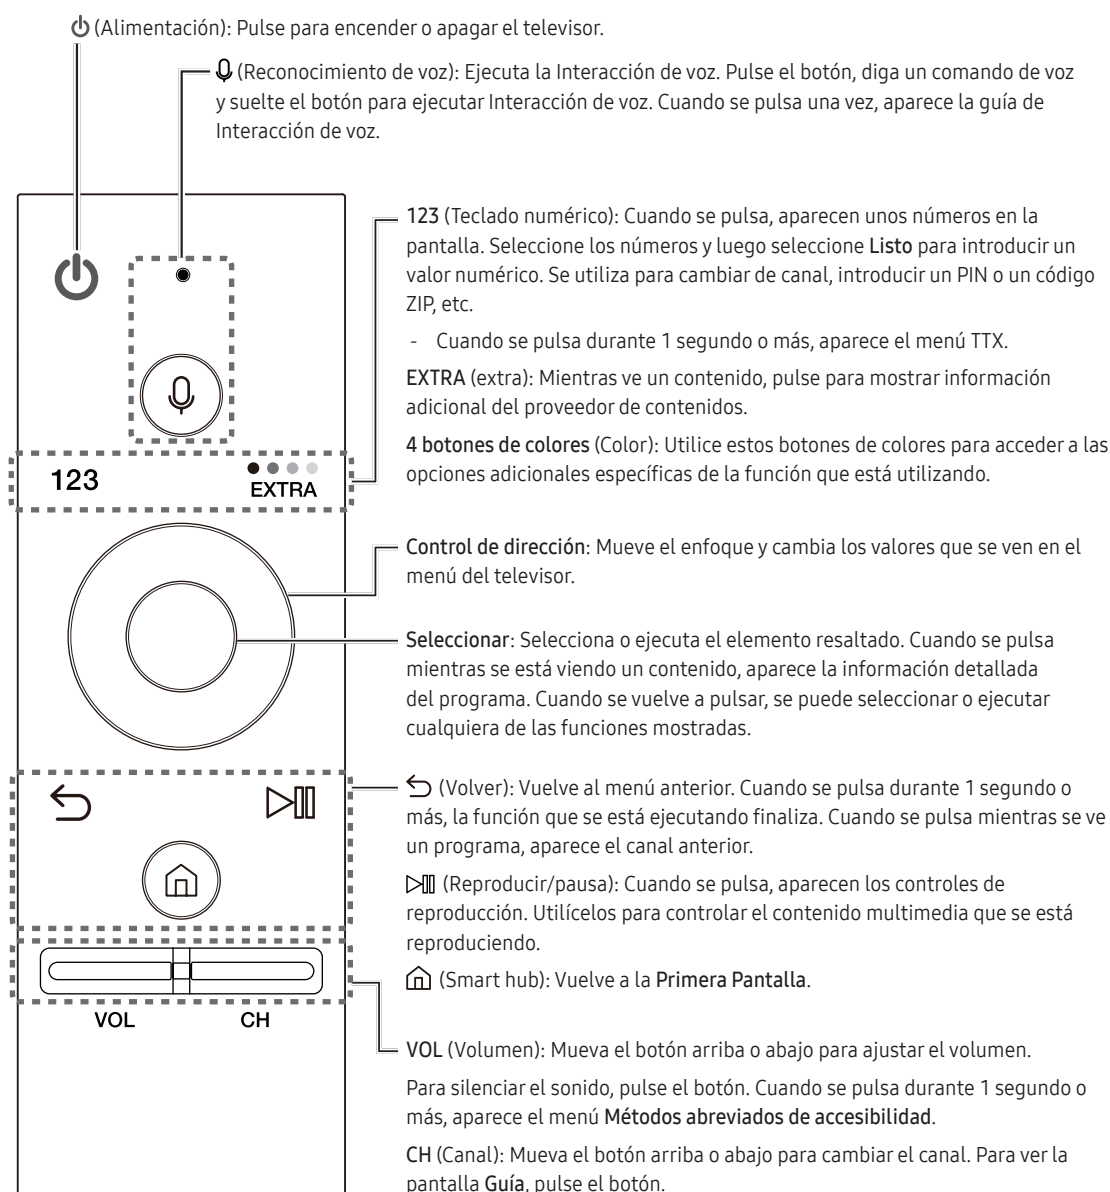 (Alimentación): Pulse para encender o apagar el televisor.
(Reconocimiento de voz): Ejecuta la Interacción de voz. Pulse el botón, diga un comando de voz
y suelte el botón para ejecutar Interacción de voz. Cuando se pulsa una vez, aparece la guía de
Interacción de voz.
123 (Teclado numérico): Cuando se pulsa, aparecen unos números en la
pantalla. Seleccione los números y luego seleccione Listo para introducir un
valor numérico. Se utiliza para cambiar de canal, introducir un PIN o un código
ZIP, etc.
- Cuando se pulsa durante 1 segundo o más, aparece el menú TTX.
EXTRA (extra): Mientras ve un contenido, pulse para mostrar información
adicional del proveedor de contenidos.
4 botones de colores (Color): Utilice estos botones de colores para acceder a las
opciones adicionales específicas de la función que está utilizando.
123
EXTRA
Control de dirección: Mueve el enfoque y cambia los valores que se ven en el
menú del televisor.
Seleccionar: Selecciona o ejecuta el elemento resaltado. Cuando se pulsa
mientras se está viendo un contenido, aparece la información detallada
del programa. Cuando se vuelve a pulsar, se puede seleccionar o ejecutar
cualquiera de las funciones mostradas.
(Volver): Vuelve al menú anterior. Cuando se pulsa durante 1 segundo o
más, la función que se está ejecutando finaliza. Cuando se pulsa mientras se ve
un programa, aparece el canal anterior.
(Reproducir/pausa): Cuando se pulsa, aparecen los controles de
reproducción. Utilícelos para controlar el contenido multimedia que se está
reproduciendo.
(Smart hub): Vuelve a la Primera Pantalla.
VOL
CH
VOL (Volumen): Mueva el botón arriba o abajo para ajustar el volumen.
Para silenciar el sonido, pulse el botón. Cuando se pulsa durante 1 segundo o
más, aparece el menú Métodos abreviados de accesibilidad.
CH (Canal): Mueva el botón arriba o abajo para cambiar el canal. Para ver la
pantalla Guía, pulse el botón.